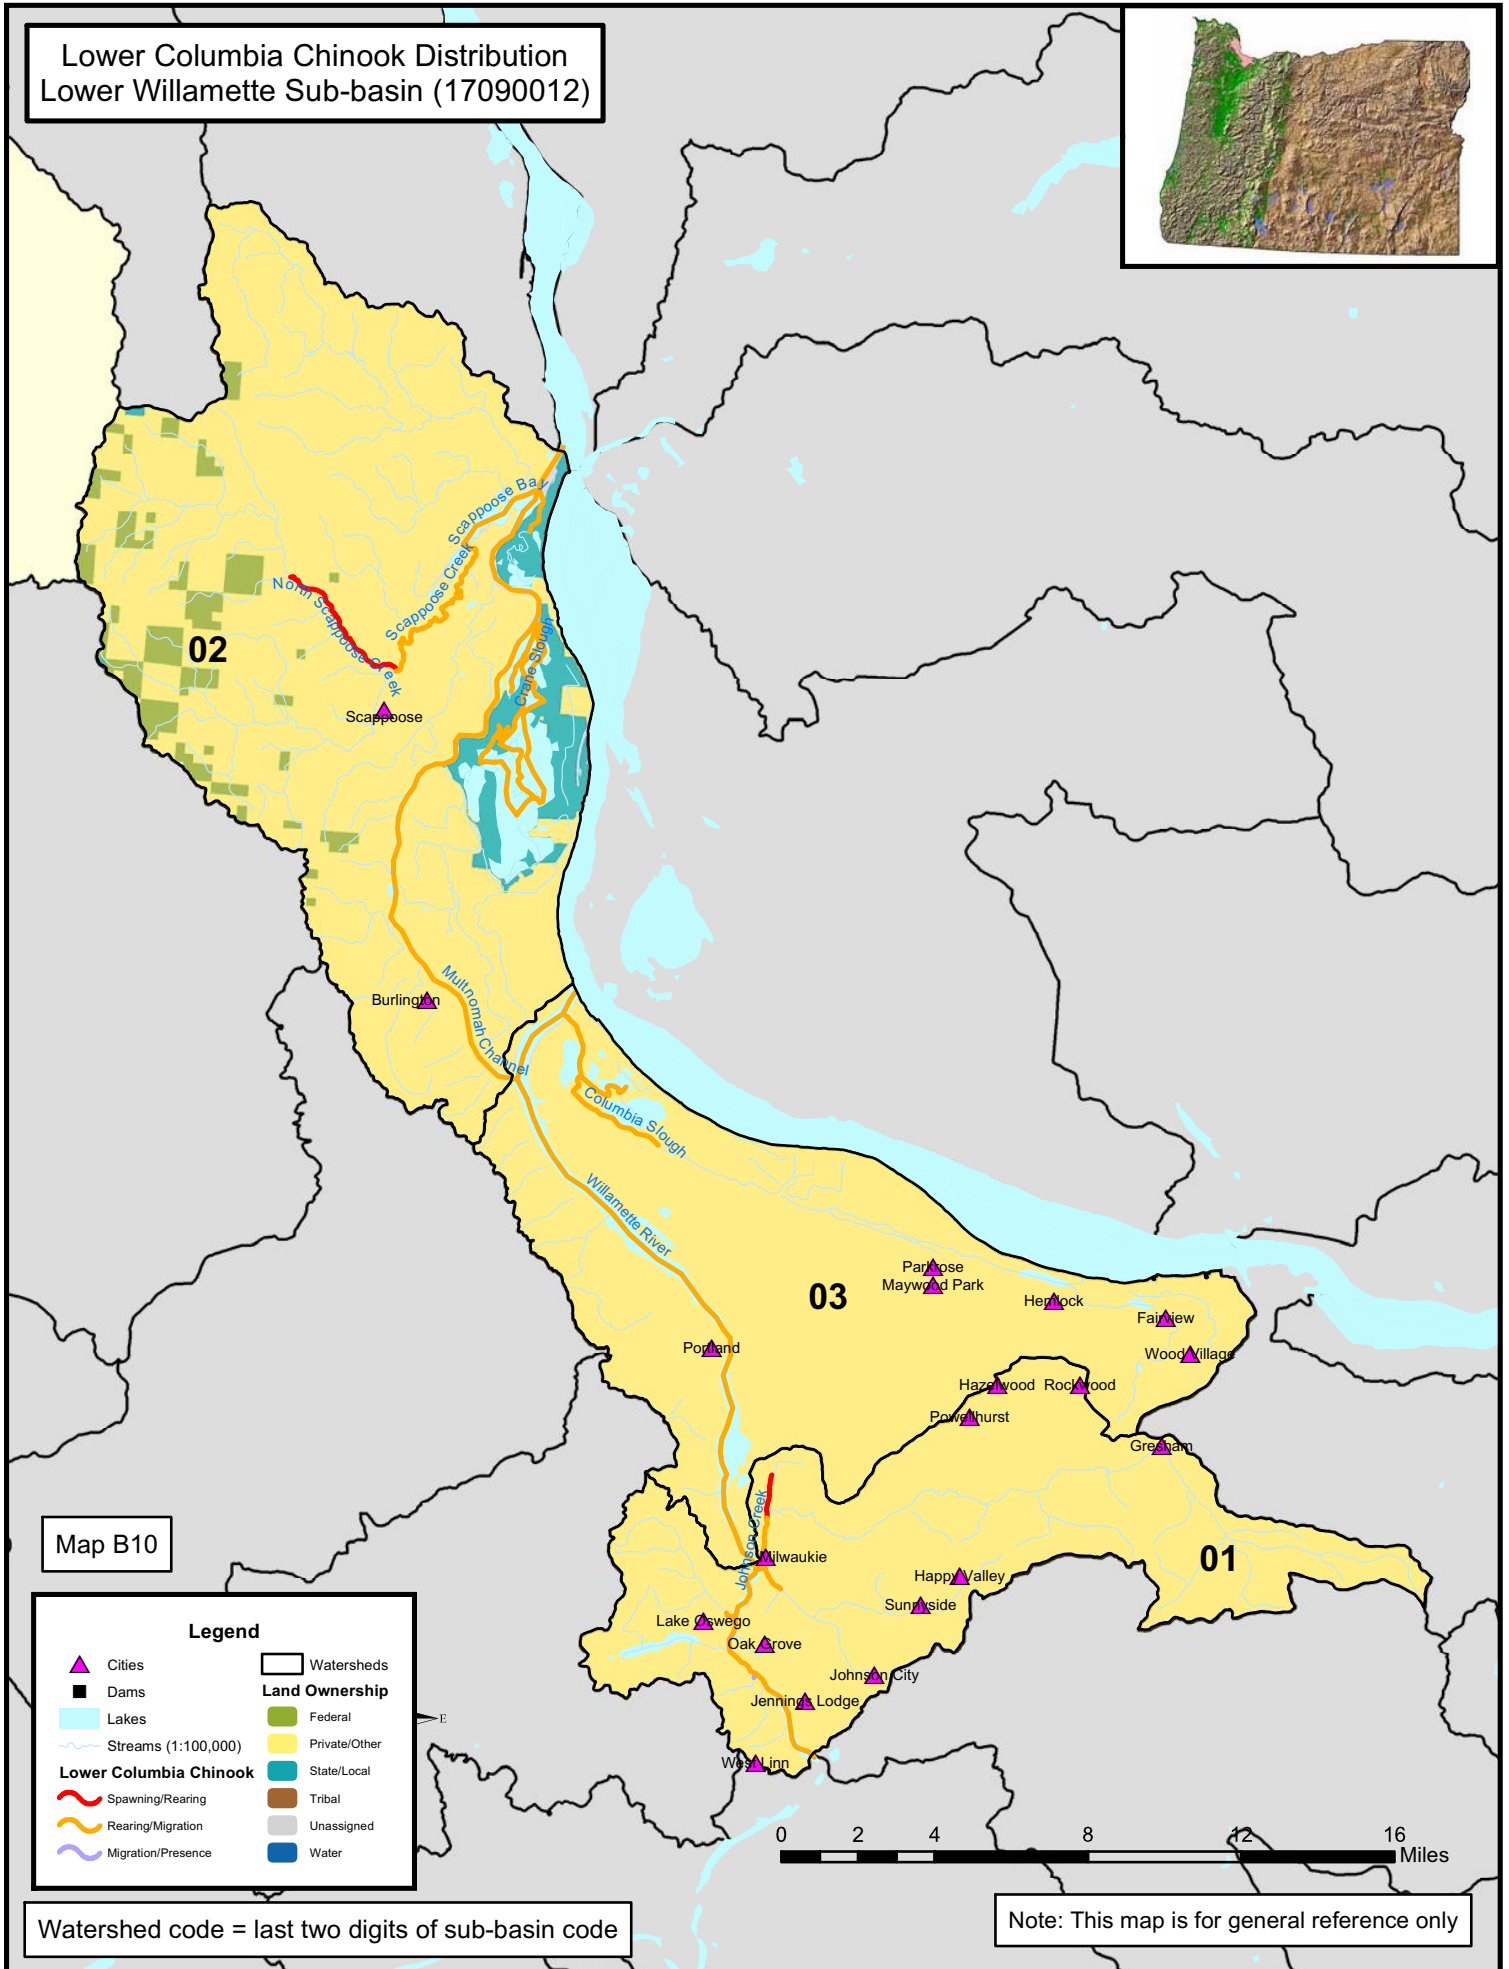 Lower Columbia Chinook Distribution
Lower Willamette Sub-basin (17090012)
Scappoose Bay
Scappoose Creek
North Scappoose Creek
02
Crane Slough
Scappoose
Multnomah Channel
Burlington
Columbia Slough
Willamette River
Parkrose
03
Maywood Park
Hemlock
Fairview
Portland
Wood Village
Hazelwood
Rockwood
Powellhurst
Gresham
Johnson Creek
Map B10
Milwaukie
01
Happy Valley
Sunnyside
Lake Oswego
Oak Grove
Johnson City
Jennings Lodge
West Linn
Legend
Cities
Dams
Lakes
Streams (1:100,000)
Lower Columbia Chinook
Spawning/Rearing
Rearing/Migration
Migration/Presence
Watersheds
Land Ownership
Federal
Private/Other
State/Local
Tribal
Unassigned
Water
E
0 2 4 8 12 16
Miles
Watershed code = last two digits of sub-basin code
Note: This map is for general reference only